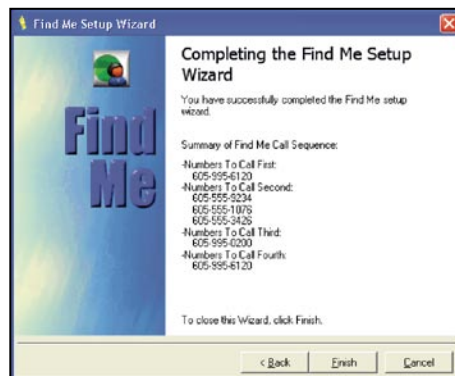 Find Me Setup Wizard
Find
Me
Completing the Find Me Setup
Wizard
You have successfully completed the Find Me setup
wizard.
Summary of Find Me Call Sequence:
-Numbers To Call First:
605-995-6120
-Numbers To Call Second:
605-555-9234
605-555-1076
605-555-3426
-Numbers To Call Third:
605-995-0200
-Numbers To Call Fourth:
605-995-6120
To close this Wizard, click Finish.
< Back
Finish
Cancel